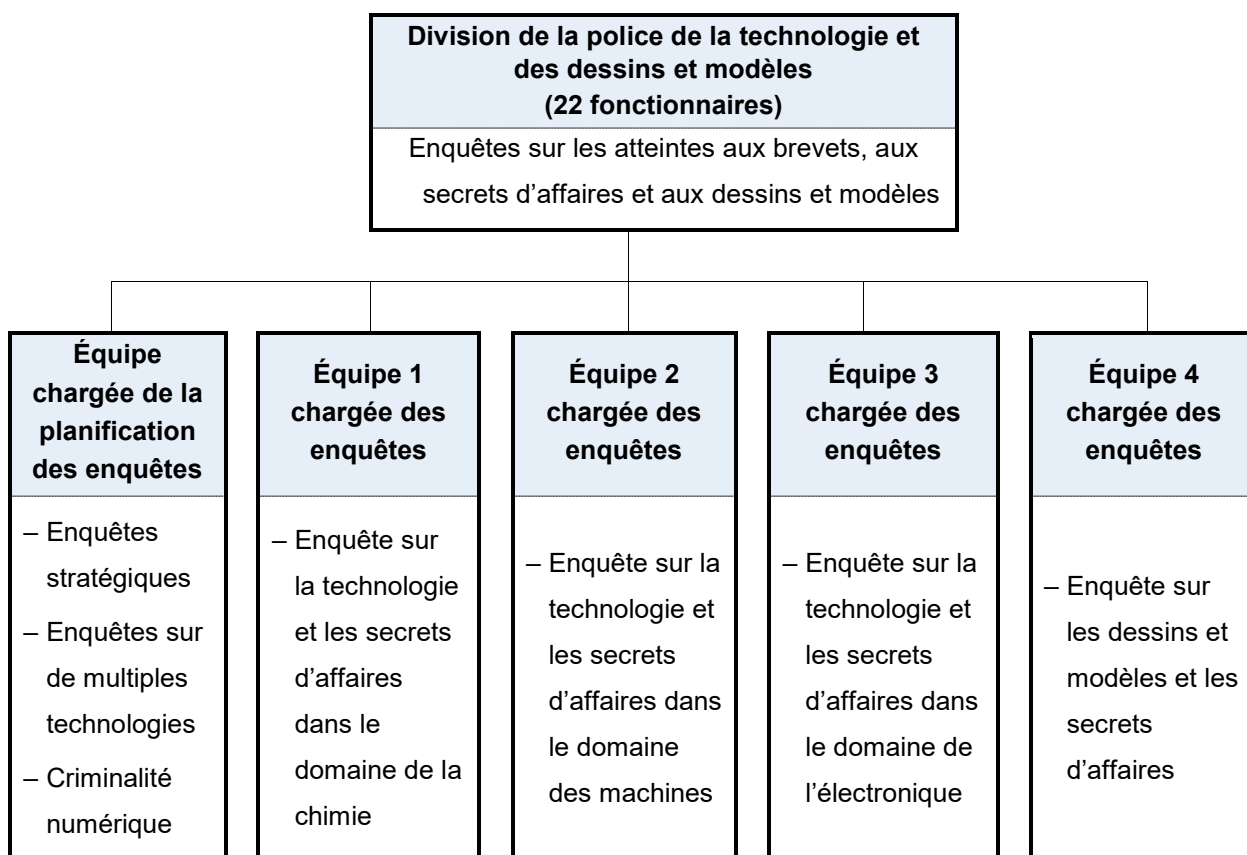 Division de la police de la technologie et
des dessins et modèles
(22 fonctionnaires)
Enquêtes sur les atteintes aux brevets, aux
secrets d’affaires et aux dessins et modèles
Équipe
chargée de la
planification
des enquêtes
– Enquêtes
stratégiques
– Enquêtes sur
de multiples
technologies
– Criminalité
numérique
Équipe 1
chargée des
enquêtes
– Enquête sur
la technologie
et les secrets
d’affaires
dans le
domaine de la
chimie
Équipe 2
chargée des
enquêtes
– Enquête sur la
technologie et
les secrets
d’affaires dans
le domaine
des machines
Équipe 3
chargée des
enquêtes
– Enquête sur la
technologie et
les secrets
d’affaires dans
le domaine de
l’électronique
Équipe 4
chargée des
enquêtes
– Enquête sur
les dessins et
modèles et les
secrets
d’affaires